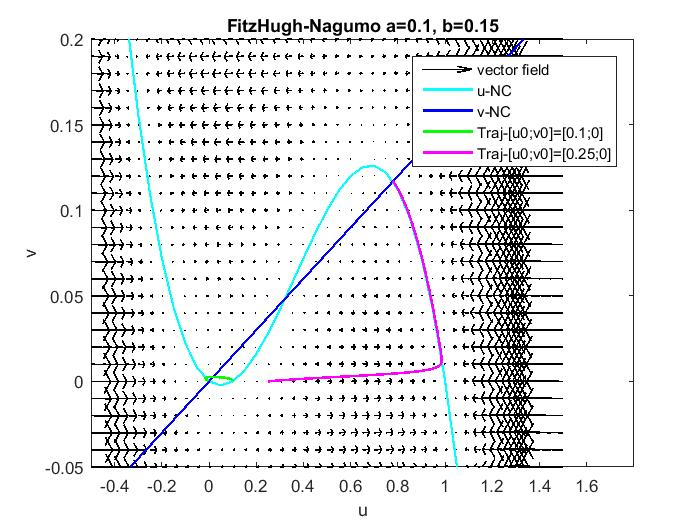 FitzHugh-Nagumo a=0.1, b=0.15
0.2
0.15
0.1
0.05
0
-0.05
v
vector field
u-NC
v-NC
Traj-[u0;v0]=[0.1;0]
Traj-[u0;v0]=[0.25;0]
-0.4 -0.2 0 0.2 0.4 0.6 0.8 1 1.2 1.4 1.6
u